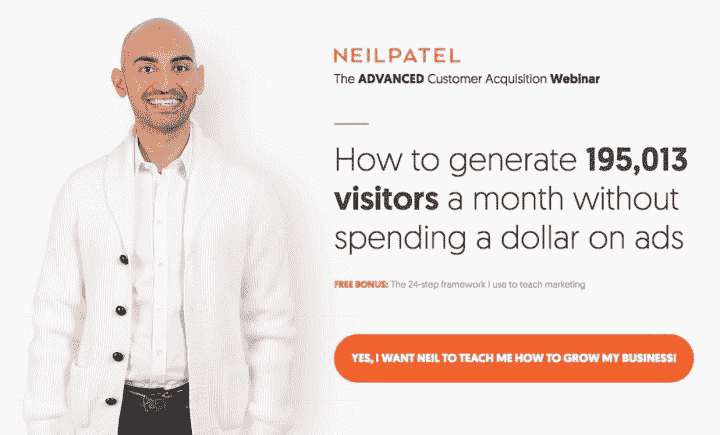 NEILPATEL
The ADVANCED Customer Acquisition Webinar
How to generate 195,013
visitors a month without
spending a dollar on ads
FREE BONUS: The 24-step framework I use to teach marketing
YES, I WANT NEIL TO TEACH ME HOW TO GROW MY BUSINESS!